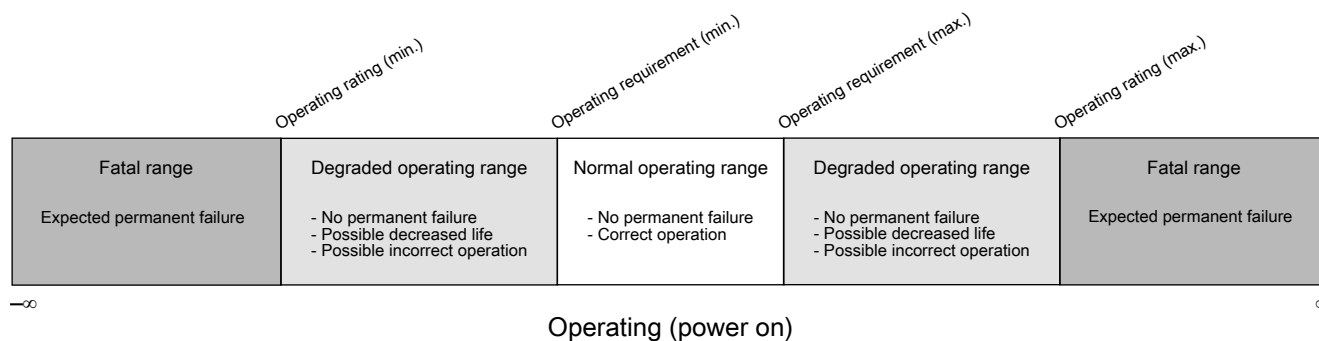 Operating rating (min.)
Operating requirement (min.)
Operating requirement (max.)
Operating rating (max.)
Fatal range
Degraded operating range
Normal operating range
Degraded operating range
Fatal range
Expected permanent failure
- No permanent failure
- Possible decreased life
- Possible incorrect operation
- No permanent failure
- Correct operation
- No permanent failure
- Possible decreased life
- Possible incorrect operation
Expected permanent failure
–∞
Operating (power on)